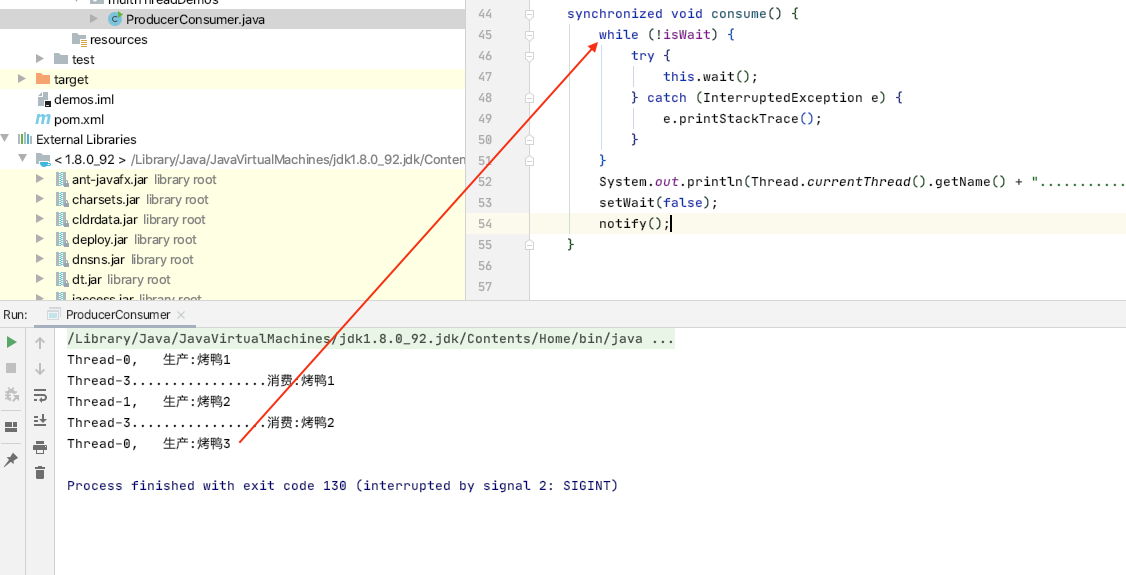 multiThreadDemos
ProducerConsumer.java
resources
test
target
demos.iml
pom.xml
External Libraries
< 1.8.0_92 > /Library/Java/JavaVirtualMachines/jdk1.8.0_92.jdk/Conten
ant-javafx.jar library root
charsets.jar library root
cldrdata.jar library root
deploy.jar library root
dnsns.jar library root
dt.jar library root
jaccess.jar library root
44 synchronized void consume() {
45 while (!isWait) {
46 try {
47 this.wait();
48 } catch (InterruptedException e) {
49 e.printStackTrace();
50 }
51 }
52 System.out.println(Thread.currentThread().getName() + "............
53 setWait(false);
54 notify();
55 }
56
57
Run: ProducerConsumer
/Library/Java/JavaVirtualMachines/jdk1.8.0_92.jdk/Contents/Home/bin/java ...
Thread-0, 生产:烤鸭1
Thread-3.................消费:烤鸭1
Thread-1, 生产:烤鸭2
Thread-3.................消费:烤鸭2
Thread-0, 生产:烤鸭3
Process finished with exit code 130 (interrupted by signal 2: SIGINT)